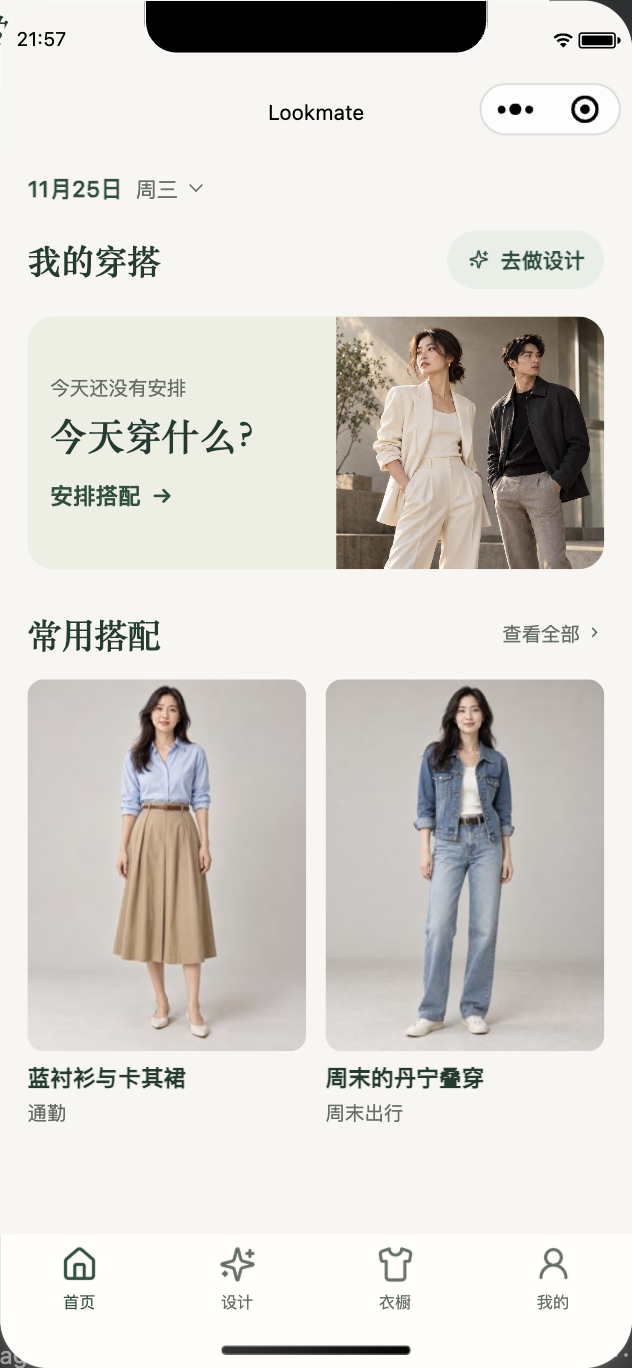 21:57
Lookmate
11月25日 周三
我的穿搭
去做设计
今天还没有安排
今天穿什么?
安排搭配 →
常用搭配
查看全部 >
蓝衬衫与卡其裙
周末的丹宁叠穿
通勤
周末出行
首页
设计
衣橱
我的